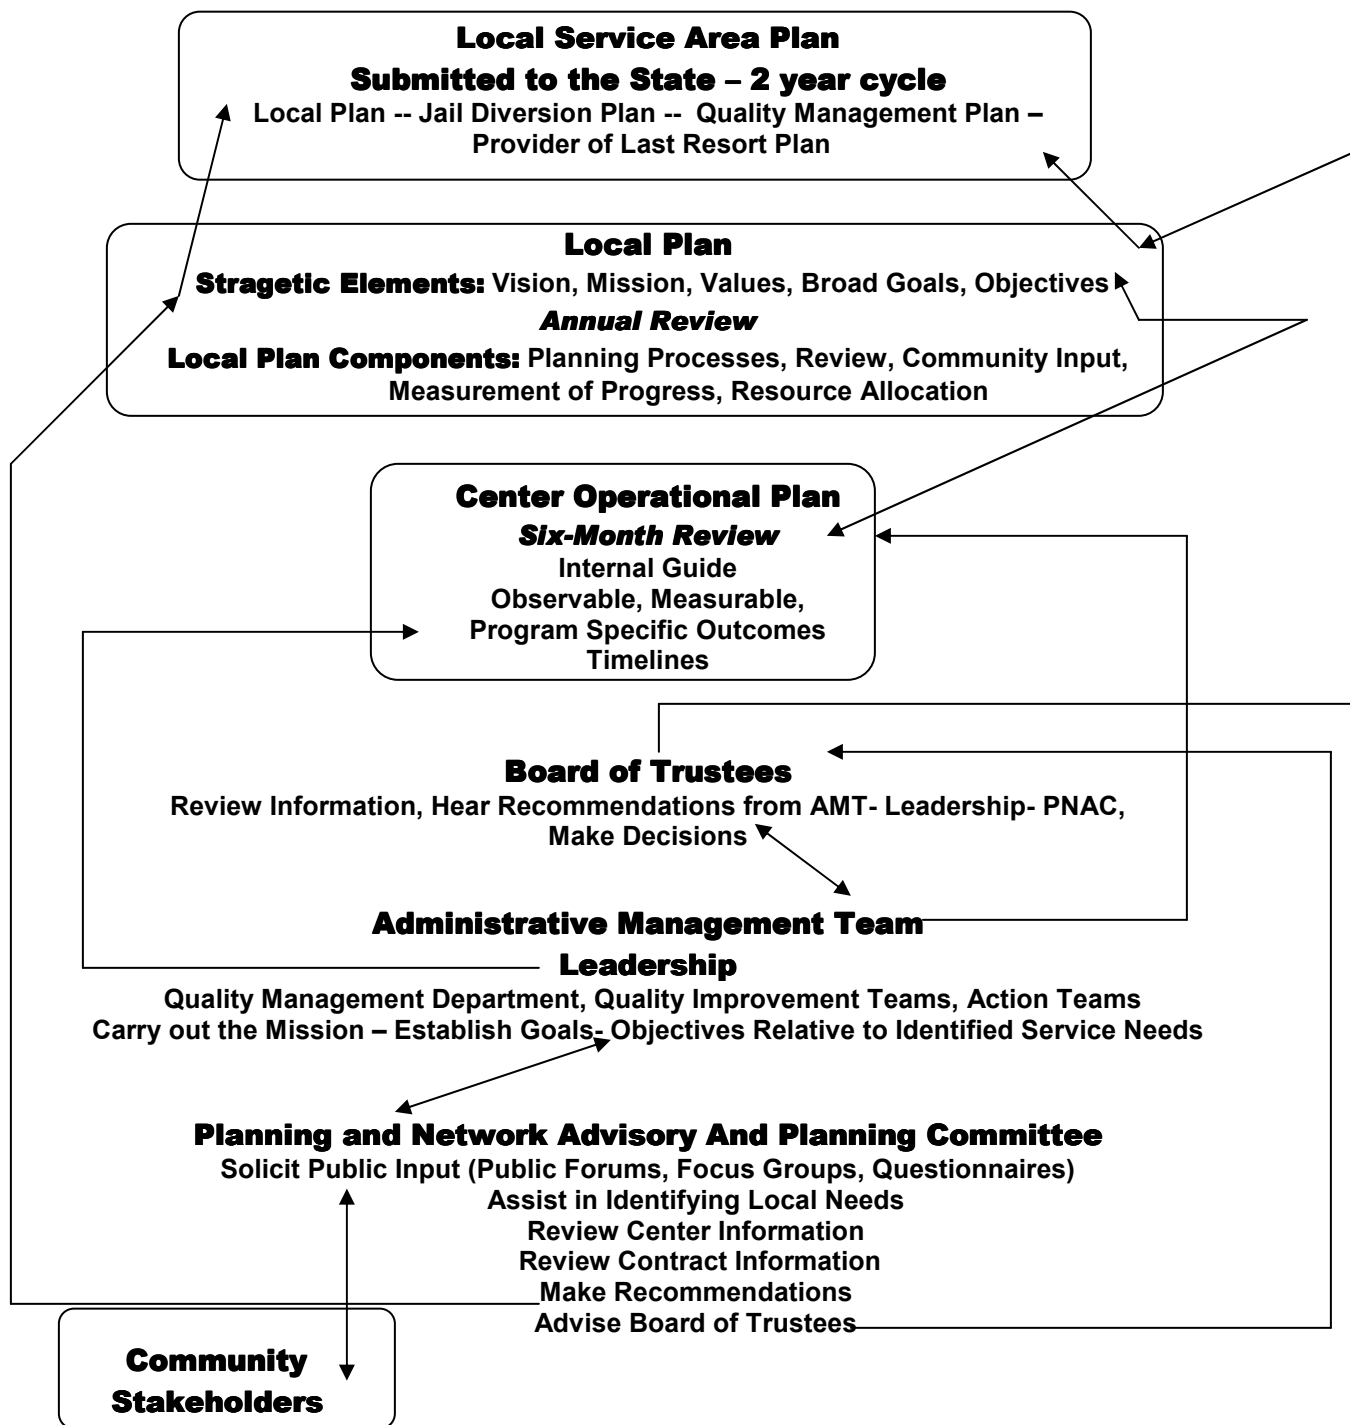 Local Service Area Plan
Submitted to the State – 2 year cycle
Local Plan -- Jail Diversion Plan -- Quality Management Plan –
Provider of Last Resort Plan
Local Plan
Stragetic Elements: Vision, Mission, Values, Broad Goals, Objectives
Annual Review
Local Plan Components: Planning Processes, Review, Community Input,
Measurement of Progress, Resource Allocation
Center Operational Plan
Six-Month Review
Internal Guide
Observable, Measurable,
Program Specific Outcomes
Timelines
Board of Trustees
Review Information, Hear Recommendations from AMT- Leadership- PNAC,
Make Decisions
Administrative Management Team
Leadership
Quality Management Department, Quality Improvement Teams, Action Teams
Carry out the Mission – Establish Goals- Objectives Relative to Identified Service Needs
Planning and Network Advisory And Planning Committee
Solicit Public Input (Public Forums, Focus Groups, Questionnaires)
Assist in Identifying Local Needs
Review Center Information
Review Contract Information
Make Recommendations
Advise Board of Trustees
Community
Stakeholders